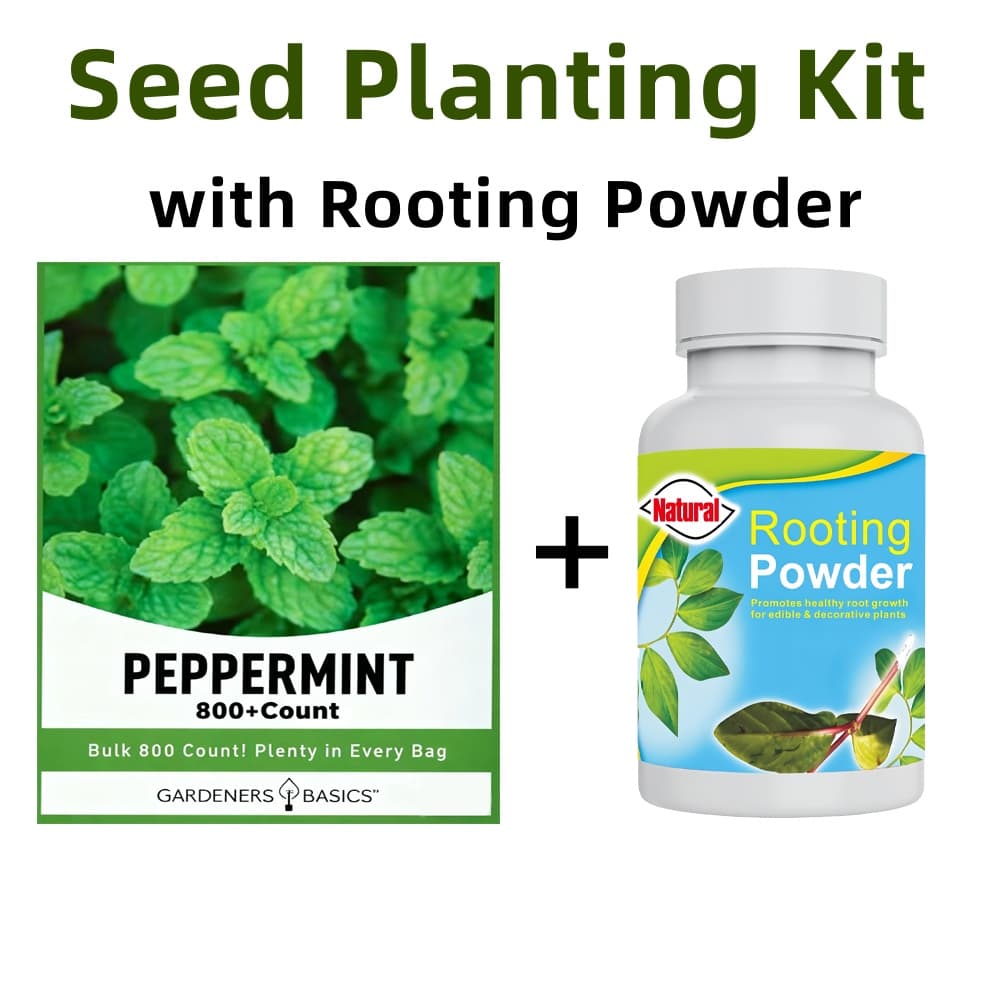 Seed Planting Kit
with Rooting Powder
PEPPERMINT
800+Count
Bulk 800 Count! Plenty in Every Bag
GARDENERS BASICS™
+
Natural
Rooting
Powder
Promotes healthy root growth
for edible & decorative plants